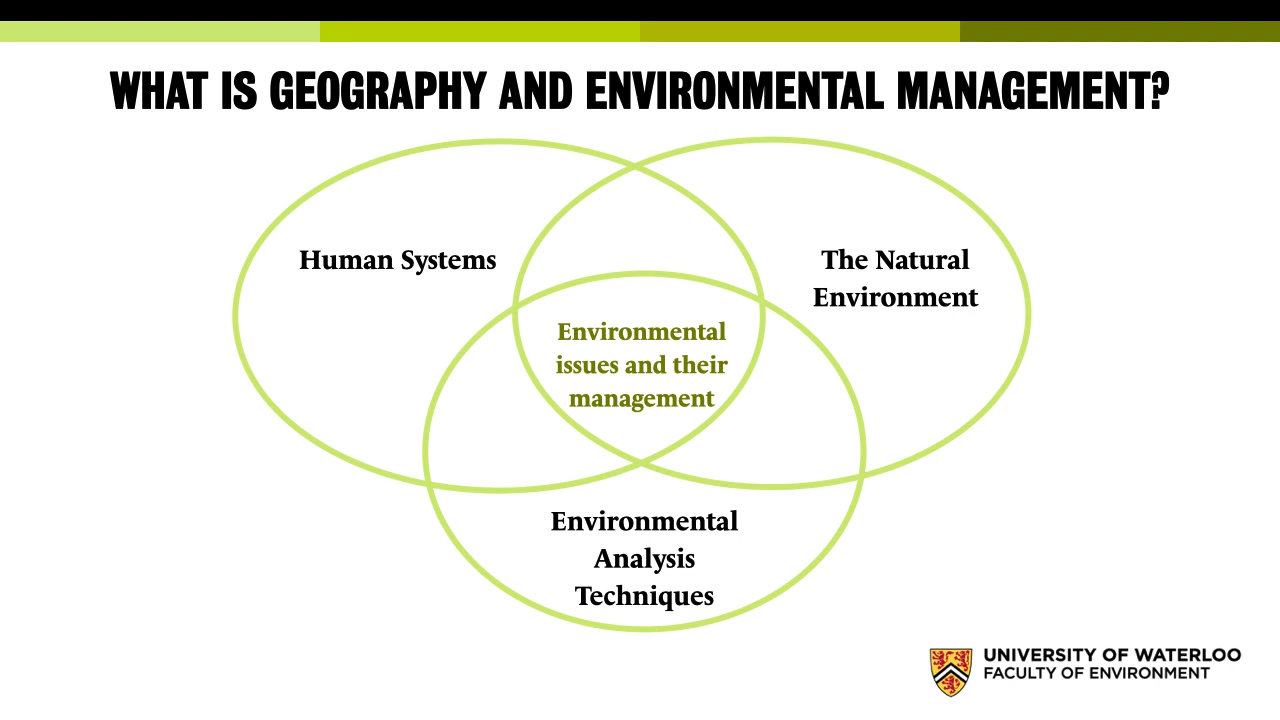 WHAT IS GEOGRAPHY AND ENVIRONMENTAL MANAGEMENT?
Human Systems
The Natural
Environment
Environmental
issues and their
management
Environmental
Analysis
Techniques
UNIVERSITY OF WATERLOO
FACULTY OF ENVIRONMENT